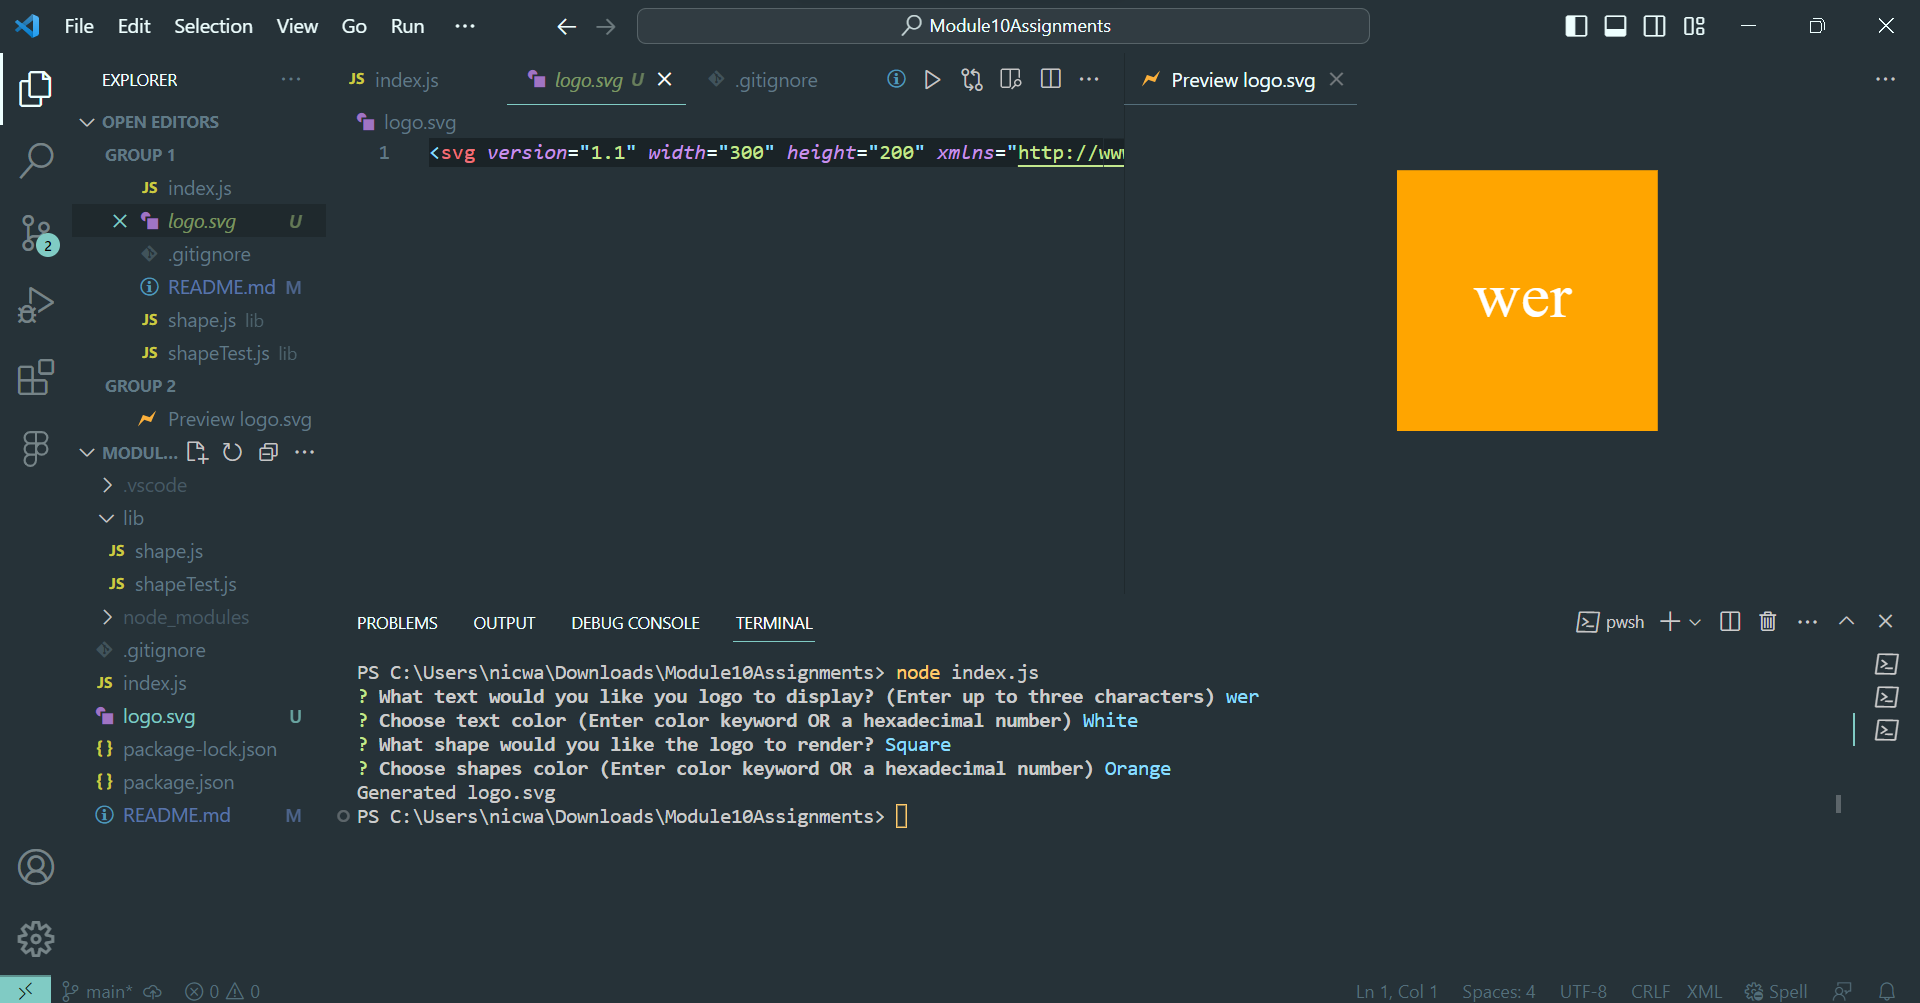 File Edit Selection View Go Run ···
Module10Assignments
EXPLORER
OPEN EDITORS
GROUP 1
JS index.js
logo.svg U
.gitignore
README.md M
JS shape.js lib
JS shapeTest.js lib
GROUP 2
Preview logo.svg
MODUL...
.vscode
lib
JS shape.js
JS shapeTest.js
node_modules
.gitignore
JS index.js
logo.svg U
{} package-lock.json
{} package.json
README.md M
2
JS index.js
logo.svg U
.gitignore
logo.svg
1 <svg version="1.1" width="300" height="200" xmlns="http://ww
Preview logo.svg
wer
PROBLEMS OUTPUT DEBUG CONSOLE TERMINAL
pwsh
PS C:\Users\nicwa\Downloads\Module10Assignments> node index.js
? What text would you like you logo to display? (Enter up to three characters) wer
? Choose text color (Enter color keyword OR a hexadecimal number) White
? What shape would you like the logo to render? Square
? Choose shapes color (Enter color keyword OR a hexadecimal number) Orange
Generated logo.svg
PS C:\Users\nicwa\Downloads\Module10Assignments>
main* 0 0
Ln 1, Col 1 Spaces: 4 UTF-8 CRLF XML Spell